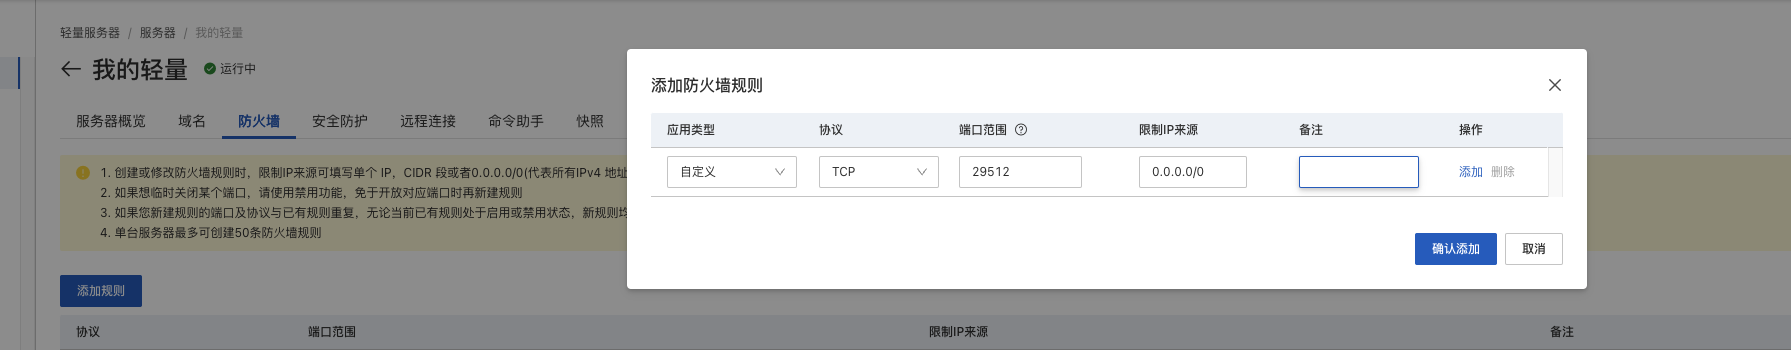 轻量服务器 / 服务器 / 我的轻量
我的轻量 运行中
服务器概览 域名 防火墙 安全防护 远程连接 命令助手 快照
1. 创建或修改防火墙规则时，限制IP来源可填写单个 IP，CIDR 段或者0.0.0.0/0(代表所有IPv4 地址
2. 如果想临时关闭某个端口，请使用禁用功能，免于开放对应端口时再新建规则
3. 如果您新建规则的端口及协议与已有规则重复，无论当前已有规则处于启用或禁用状态，新规则均
4. 单台服务器最多可创建50条防火墙规则
添加规则
协议 端口范围 限制IP来源 备注
添加防火墙规则
应用类型 协议 端口范围 限制IP来源 备注 操作
自定义 TCP 29512 0.0.0.0/0 添加 删除
确认添加 取消